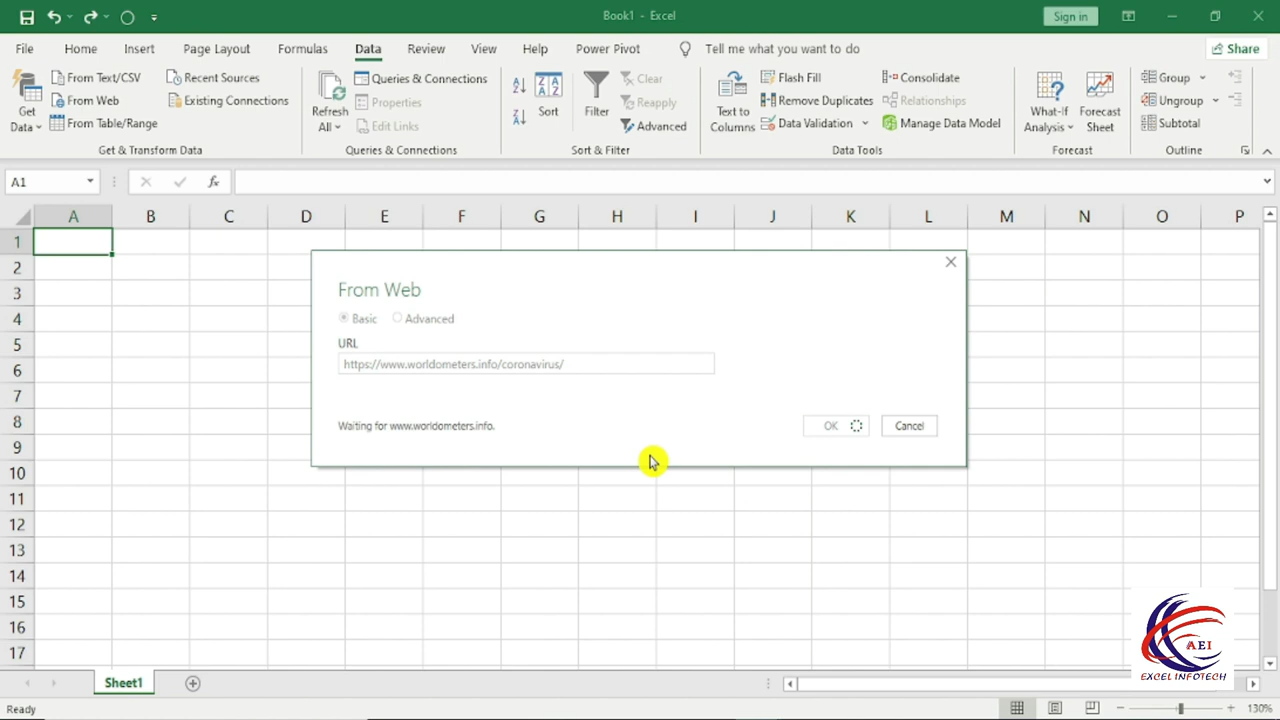 Book1 - Excel
Sign in
File Home Insert Page Layout Formulas Data Review View Help Power Pivot Tell me what you want to do Share
Get Data
From Text/CSV
From Web
From Table/Range
Recent Sources
Existing Connections
Get & Transform Data
Refresh All
Queries & Connections
Properties
Edit Links
Queries & Connections
Sort
Filter
Clear
Reapply
Advanced
Sort & Filter
Text to Columns
Flash Fill
Remove Duplicates
Data Validation
Consolidate
Relationships
Manage Data Model
Data Tools
What-If Analysis
Forecast Sheet
Forecast
Group
Ungroup
Subtotal
Outline
A1
fx
A B C D E F G H I J K L M N O P
1
2
3
4
5
6
7
8
9
10
11
12
13
14
15
16
17
From Web
Basic Advanced
URL
https://www.worldometers.info/coronavirus/
Waiting for www.worldometers.info.
OK Cancel
AEI
EXCEL INFOTECH
Sheet1
Ready
130%